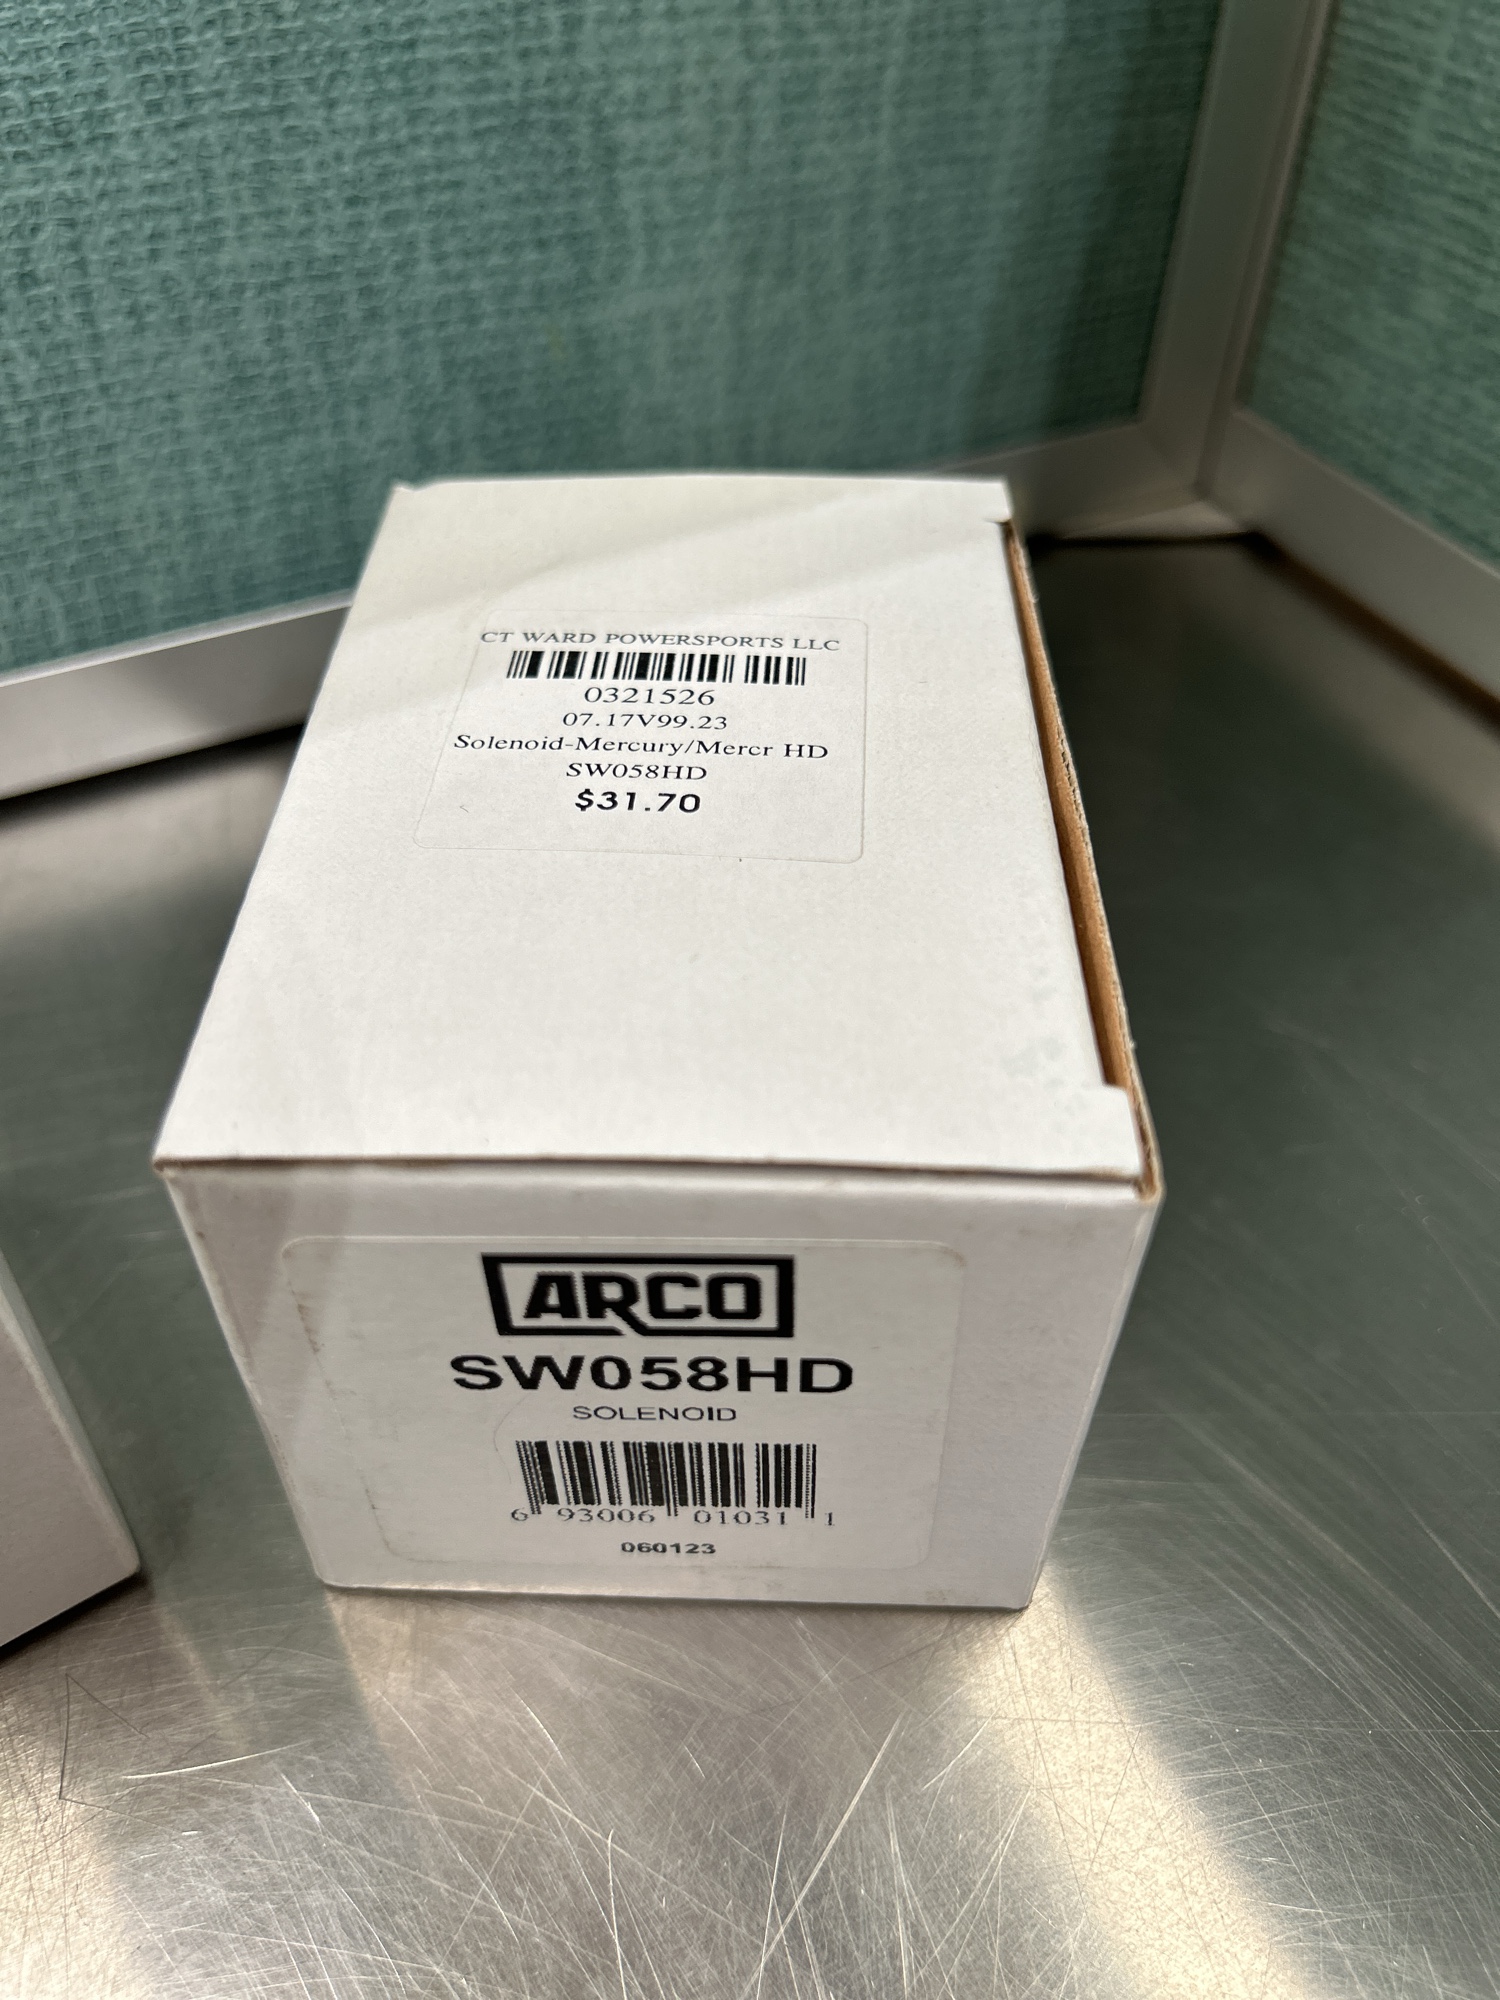 CT WARD POWERSPORTS LLC
0321526
07.17V99.23
Solenoid-Mercury/Mercr HD
SW058HD
$31.70
ARCO
SW058HD
SOLENOID
6 93006 01031 1
060123